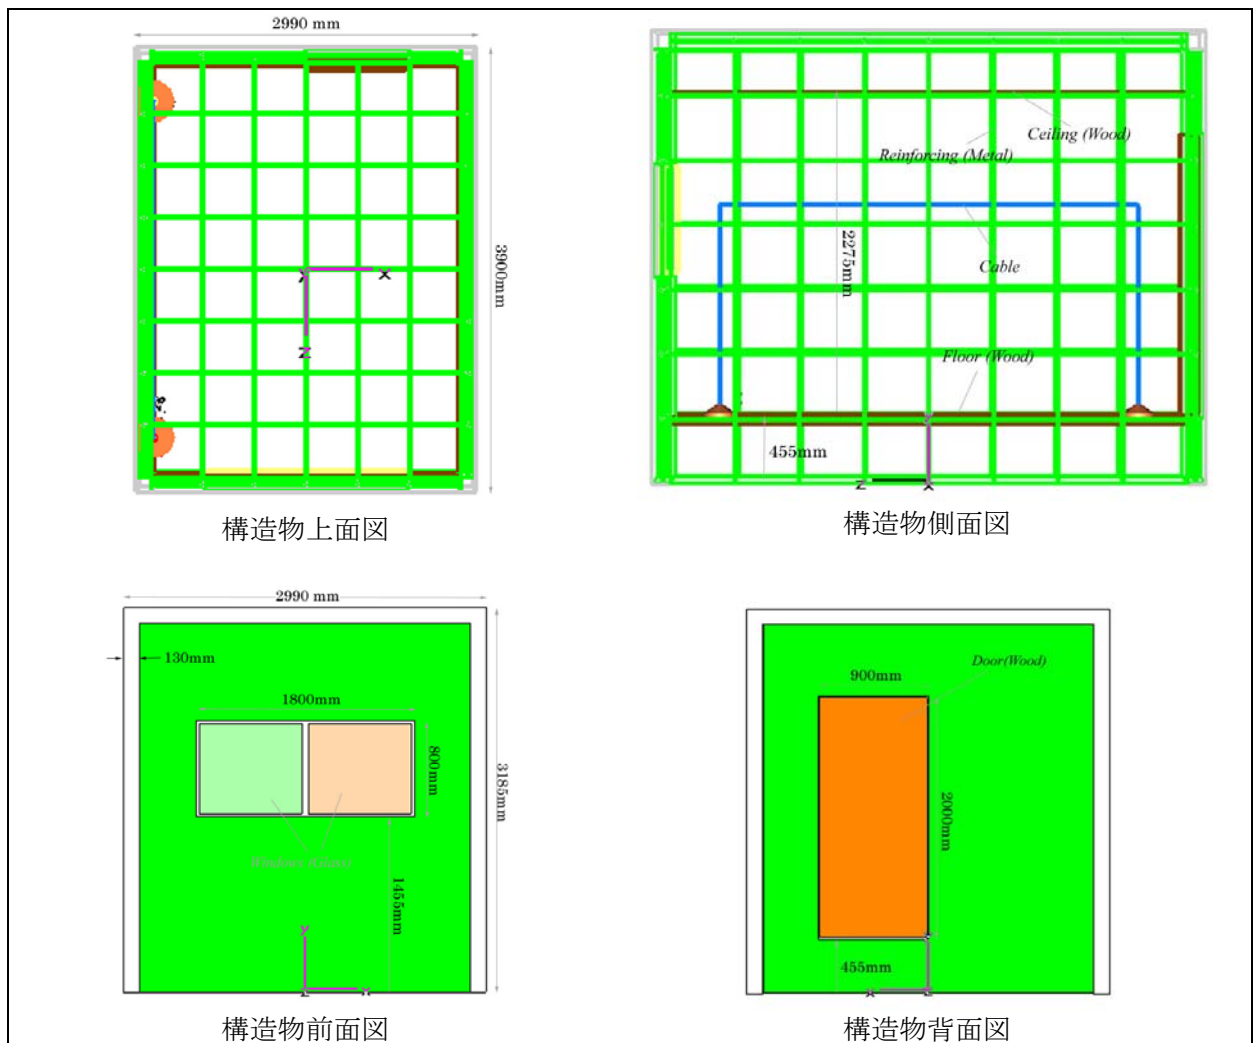 2990 mm
3900mm
X
Z
構造物上面図
Ceiling (Wood)
Reinforcing (Metal)
2275mm
Cable
Floor (Wood)
455mm
Z
X
構造物側面図
2990 mm
130mm
1800mm
800mm
3185mm
Windows (Glass)
1455mm
Y
構造物前面図
Door(Wood)
900mm
2000mm
455mm
X
構造物背面図